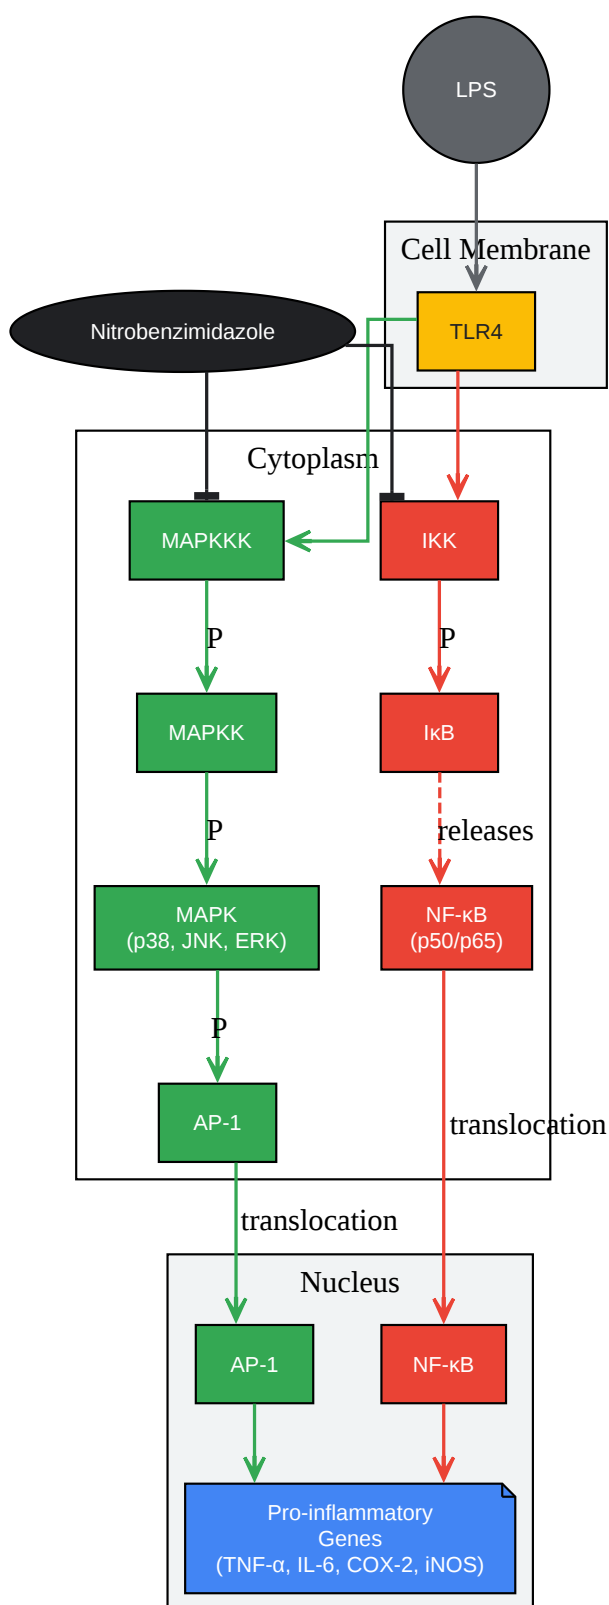 LPS
Cell Membrane
Nitrobenzimidazole
TLR4
Cytoplasm
MAPKKK
IKK
P
P
MAPKK
IκB
P
releases
MAPK
(p38, JNK, ERK)
NF-κB
(p50/p65)
P
AP-1
translocation
translocation
Nucleus
AP-1
NF-κB
Pro-inflammatory
Genes
(TNF-α, IL-6, COX-2, iNOS)